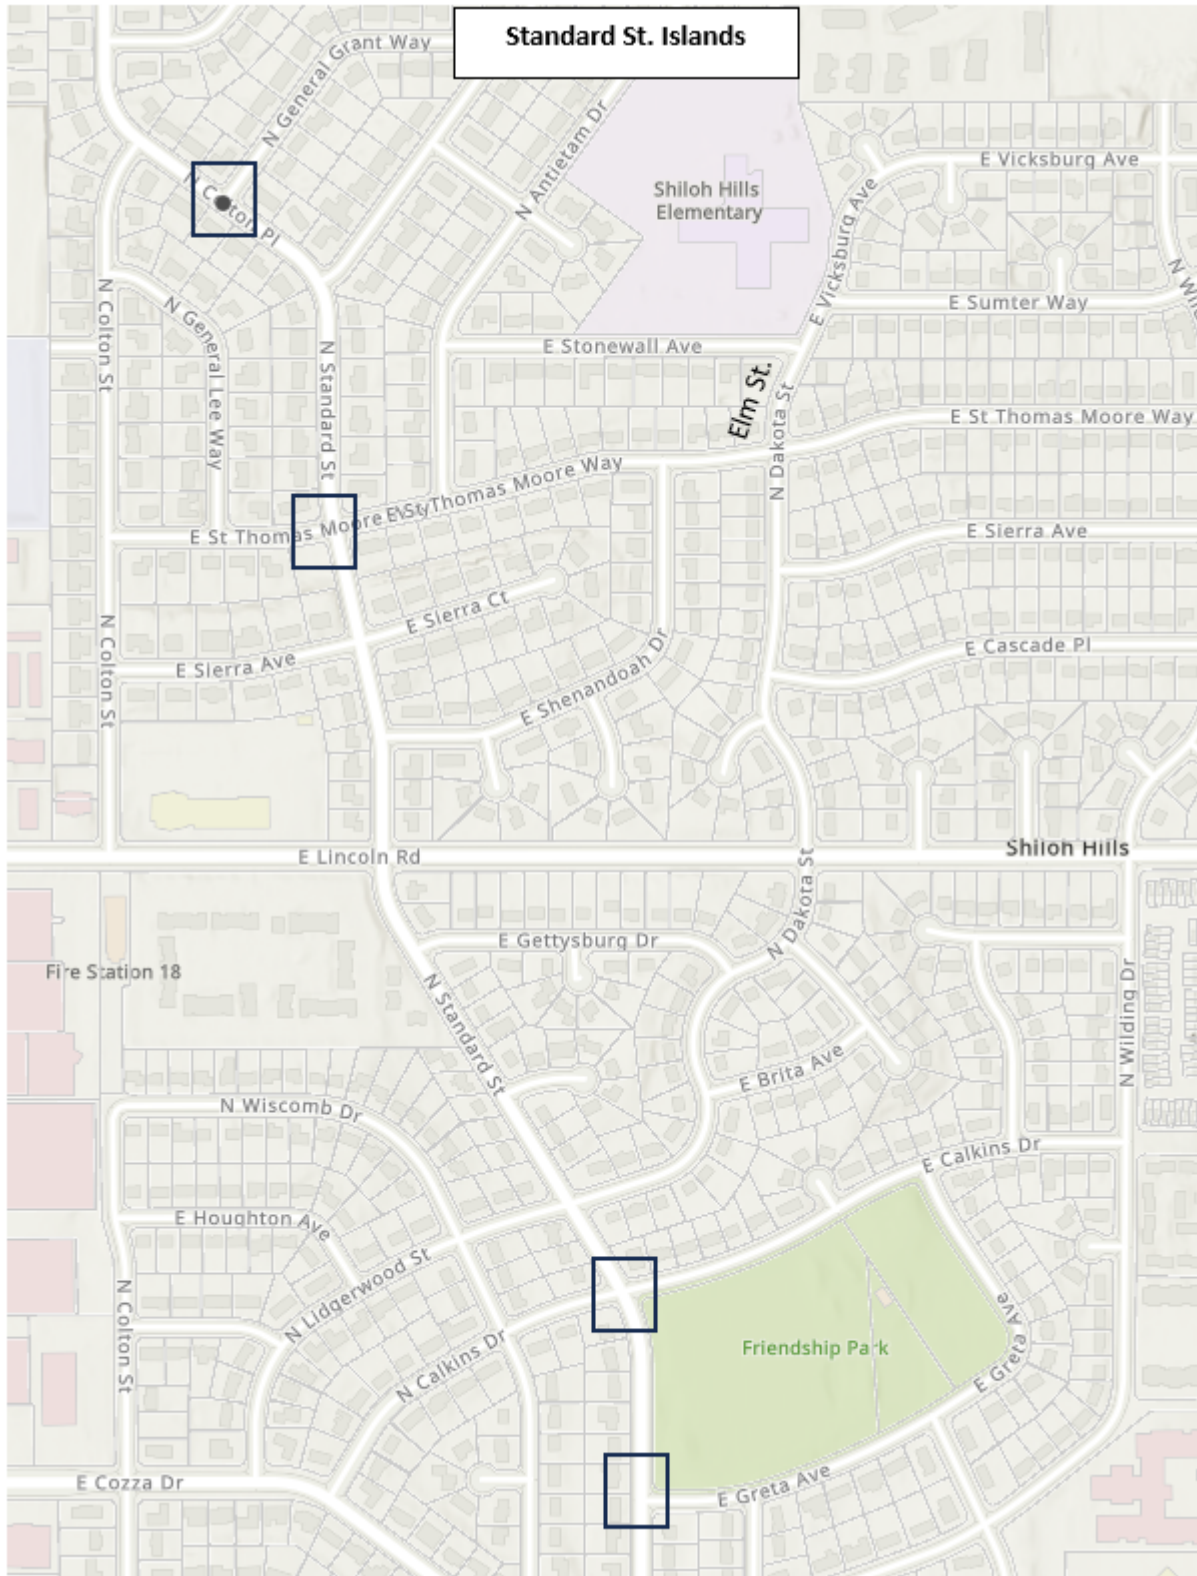 Standard St. Islands
N General Grant Way
N Antietam Dr
E Vicksburg Ave
Shiloh Hills
Elementary
N Colton Pl
E Vicksburg Ave
N Colton St
N General Lee Way
N Standard St
E Sumter Way
E Stonewall Ave
Elm St.
N Dakota St
E St Thomas Moore Way
E St Thomas Moore
Thomas Moore Way
E Sierra Ave
E Sierra Ct
N Colton St
E Sierra Ave
E Shenandoah Dr
E Cascade Pl
E Lincoln Rd
Shiloh Hills
N Dakota St
E Gettysburg Dr
Fire Station 18
N Standard St
N Wilding Dr
E Brita Ave
N Wiscomb Dr
E Calkins Dr
E Houghton Ave
N Lidgerwood St
N Colton St
N Calkins Dr
Friendship Park
E Greta Ave
E Cozza Dr
E Greta Ave